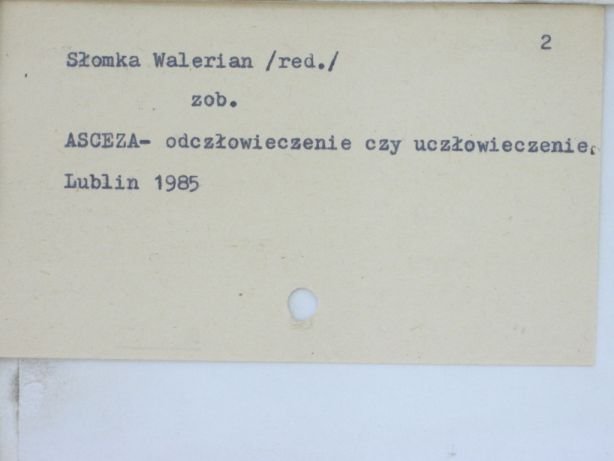 2
Słomka Walerian /red./
zob.
ASCEZA- odczłowieczenie czy uczłowieczenie.
Lublin 1985